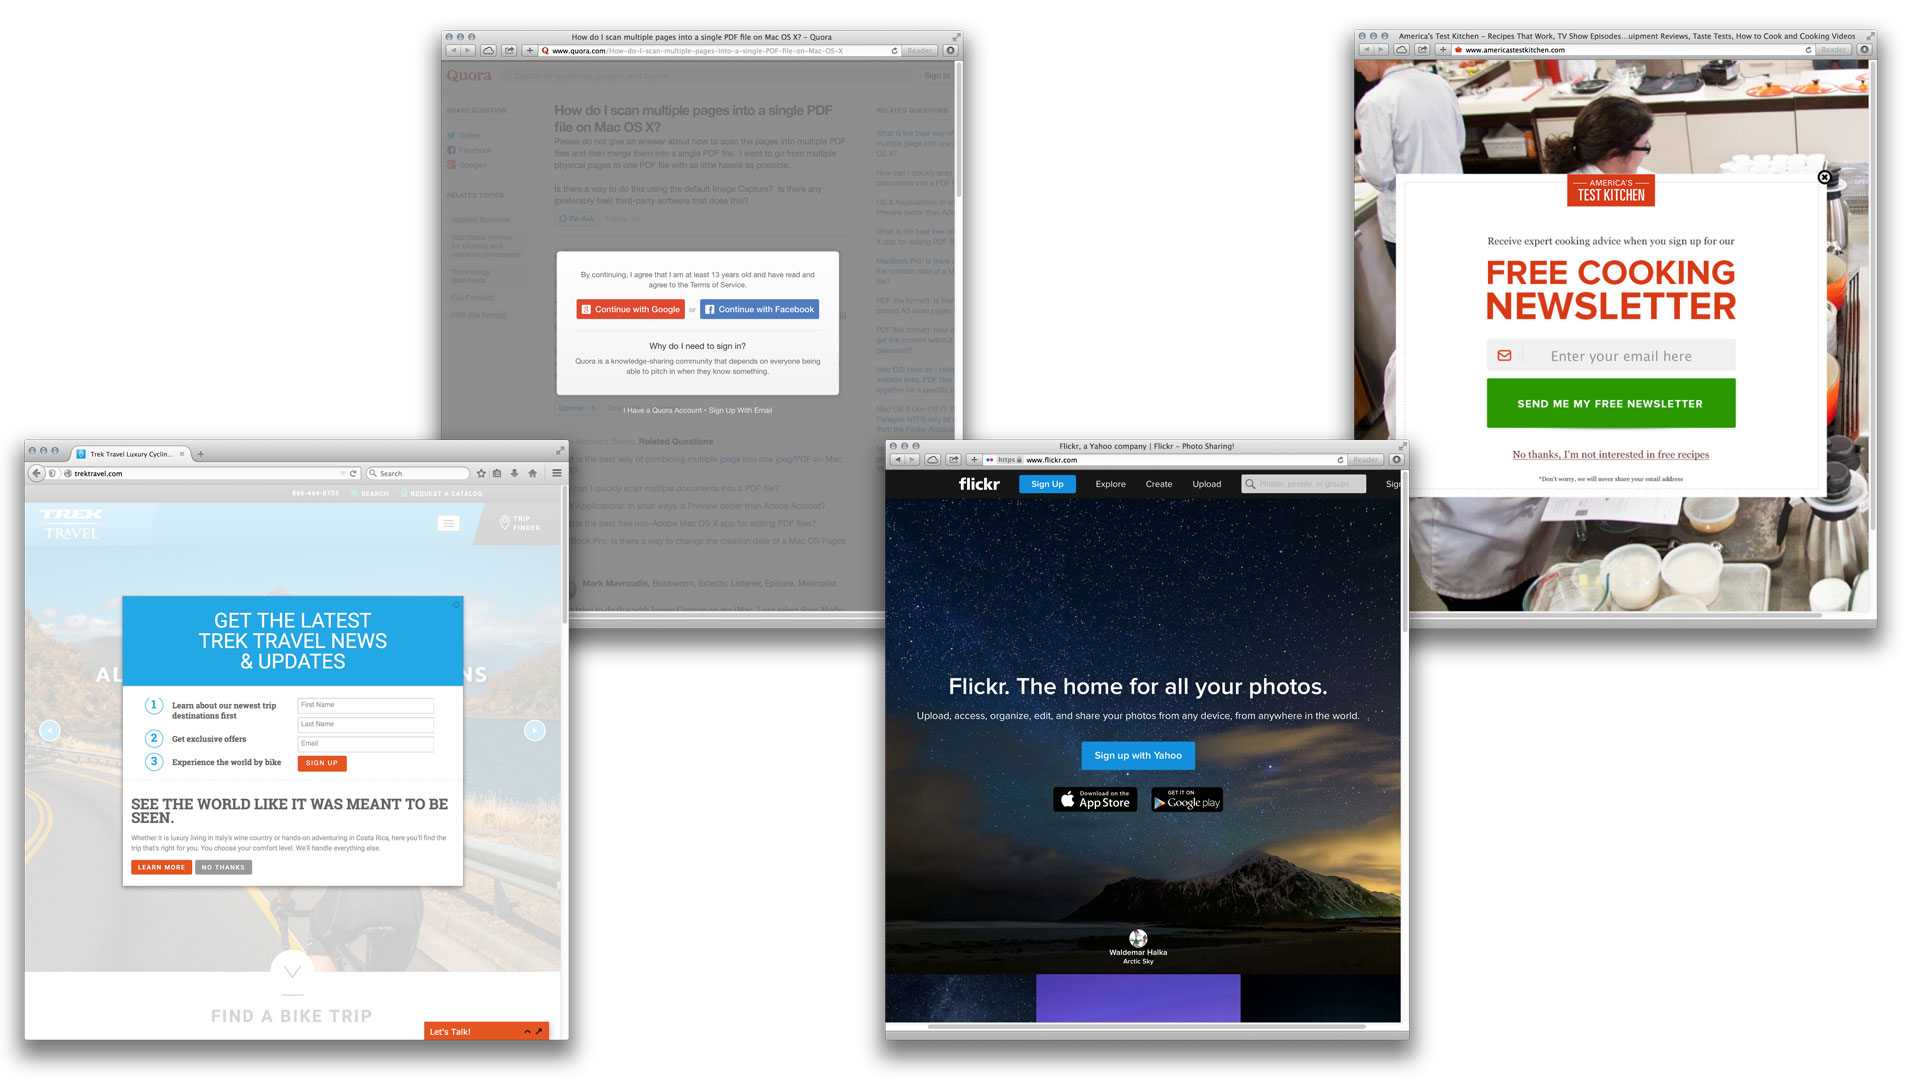 How do I scan multiple pages into a single PDF file on Mac OS X? – Quora
www.quora.com/How-do-I-scan-multiple-pages-into-a-single-PDF-file-on-Mac-OS-X
Reader
Quora
Search for questions, people, and topics
Sign In
SHARE QUESTION
Twitter
Facebook
Google+
RELATED TOPICS
Applied Sciences
Standards (norms
for objects and
systemic processes)
Technology
Standards
File Formats
PDF (file format)
How do I scan multiple pages into a single PDF
file on Mac OS X?
Please do not give an answer about how to scan the pages into multiple PDF
files and then merge them into a single PDF file. I want to go from multiple
physical pages to one PDF file with as little hassle as possible.
Is there a way to do this using the default Image Capture? Is there any
(preferably free) third-party software that does this?
Re-Ask
Follow
RELATED QUESTIONS
What is the best way of
multiple jpegs into one
OS X?
How can I quickly scan
documents into a PDF
OS X Applications: In
Preview better than
What is the best free
X app for editing PDF
MacBook Pro: Is there
the creation date of a
file?
PDF (file format): Is
PDF (file format): How
get the content without
password?
Mac OS: How do I
website links, PDF files
together for a specific
Mac OS X Lion (10.7):
Paragon-NTFS only let
from the Finder
By continuing, I agree that I am at least 13 years old and have read and
agree to the Terms of Service.
Continue with Google
or
Continue with Facebook
Why do I need to sign in?
Quora is a knowledge-sharing community that depends on everyone being
able to pitch in when they know something.
I Have a Quora Account • Sign Up With Email
Upvote 5
Answers Below. Related Questions
is the best way of combining multiple jpegs into one jpeg/PDF on Mac
can I quickly scan multiple documents into a PDF file?
Applications: In what ways is Preview better than Adobe Acrobat?
is the best free non-Adobe Mac OS X app for editing PDF files?
Book Pro: Is there a way to change the creation date of a Mac OS Pages
Mark Mavroudis, Bookworm, Eclectic Listener, Epicure, Minimalist
tried to do this with Image Capture on my iMac. I can select Scan Mode:
America's Test Kitchen – Recipes That Work, TV Show Episodes...uipment Reviews, Taste Tests, How to Cook and Cooking Videos
www.americastestkitchen.com
Reader
AMERICA'S
TEST KITCHEN
Receive expert cooking advice when you sign up for our
FREE COOKING
NEWSLETTER
Enter your email here
SEND ME MY FREE NEWSLETTER
No thanks, I'm not interested in free recipes
*Don't worry, we will never share your email address
Trek Travel Luxury Cyclin...
trektravel.com
Search
866-464-8735
SEARCH
REQUEST A CATALOG
TREK
TRAVEL
TRIP
FINDER
AL
NS
GET THE LATEST
TREK TRAVEL NEWS
& UPDATES
1 Learn about our newest trip
destinations first
2 Get exclusive offers
3 Experience the world by bike
First Name
Last Name
Email
SIGN UP
SEE THE WORLD LIKE IT WAS MEANT TO BE
SEEN.
Whether it is luxury living in Italy's wine country or hands-on adventuring in Costa Rica, here you'll find the
trip that's right for you. You choose your comfort level. We'll handle everything else.
LEARN MORE
NO THANKS
FIND A BIKE TRIP
Let's Talk!
Flickr, a Yahoo company | Flickr – Photo Sharing!
https www.flickr.com
Reader
flickr
Sign Up
Explore
Create
Upload
Photos, people, or groups
Sign
Flickr. The home for all your photos.
Upload, access, organize, edit, and share your photos from any device, from anywhere in the world.
Sign up with Yahoo
Download on the
App Store
GET IT ON
Google play
Waldemar Halka
Arctic Sky